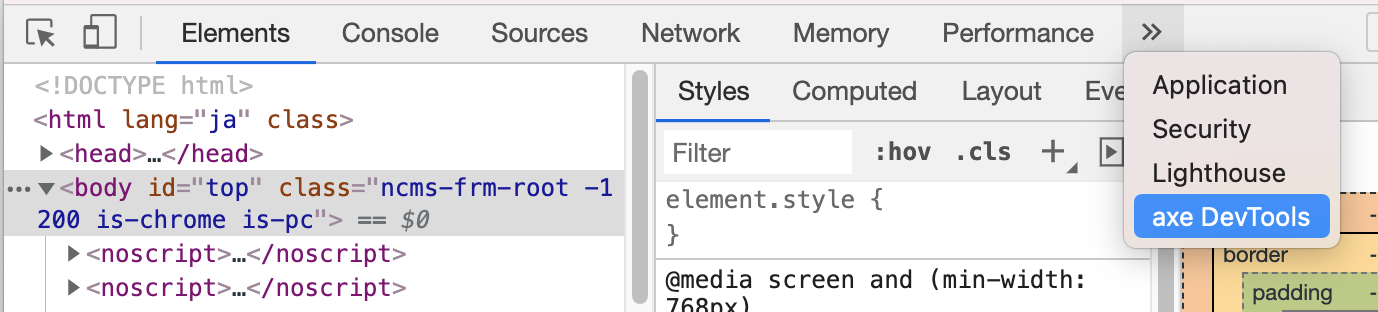 Elements Console Sources Network Memory Performance »
Application
Security
Lighthouse
axe DevTools
<!DOCTYPE html>
<html lang="ja" class>
▶<head>…</head>
…▼<body id="top" class="ncms-frm-root -1
200 is-chrome is-pc"> == $0
▶<noscript>…</noscript>
▶<noscript>…</noscript>
Styles Computed Layout
Filter :hov .cls +
element.style {
}
@media screen and (min-width:
768px)
border -
padding -